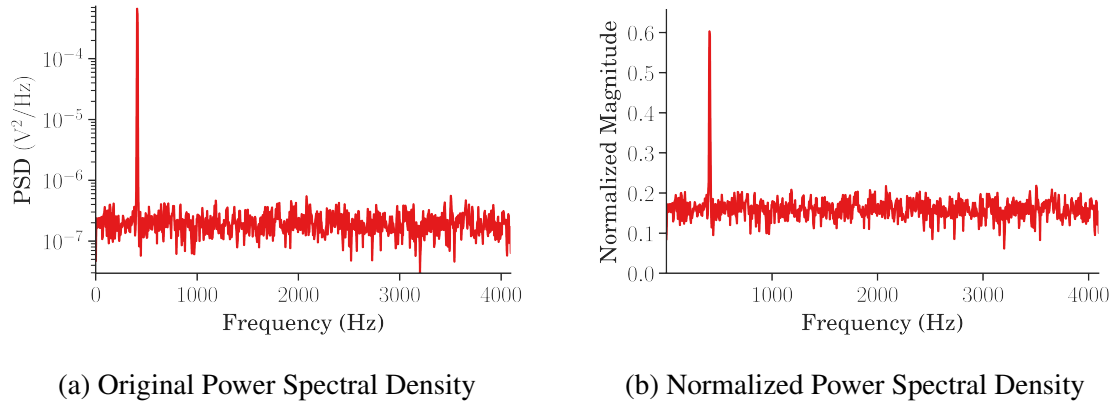 PSD (V²/Hz)
10⁻⁴
10⁻⁵
10⁻⁶
10⁻⁷
0 1000 2000 3000 4000
Frequency (Hz)
(a) Original Power Spectral Density
Normalized Magnitude
0.6
0.5
0.4
0.3
0.2
0.1
0.0
1000 2000 3000 4000
Frequency (Hz)
(b) Normalized Power Spectral Density